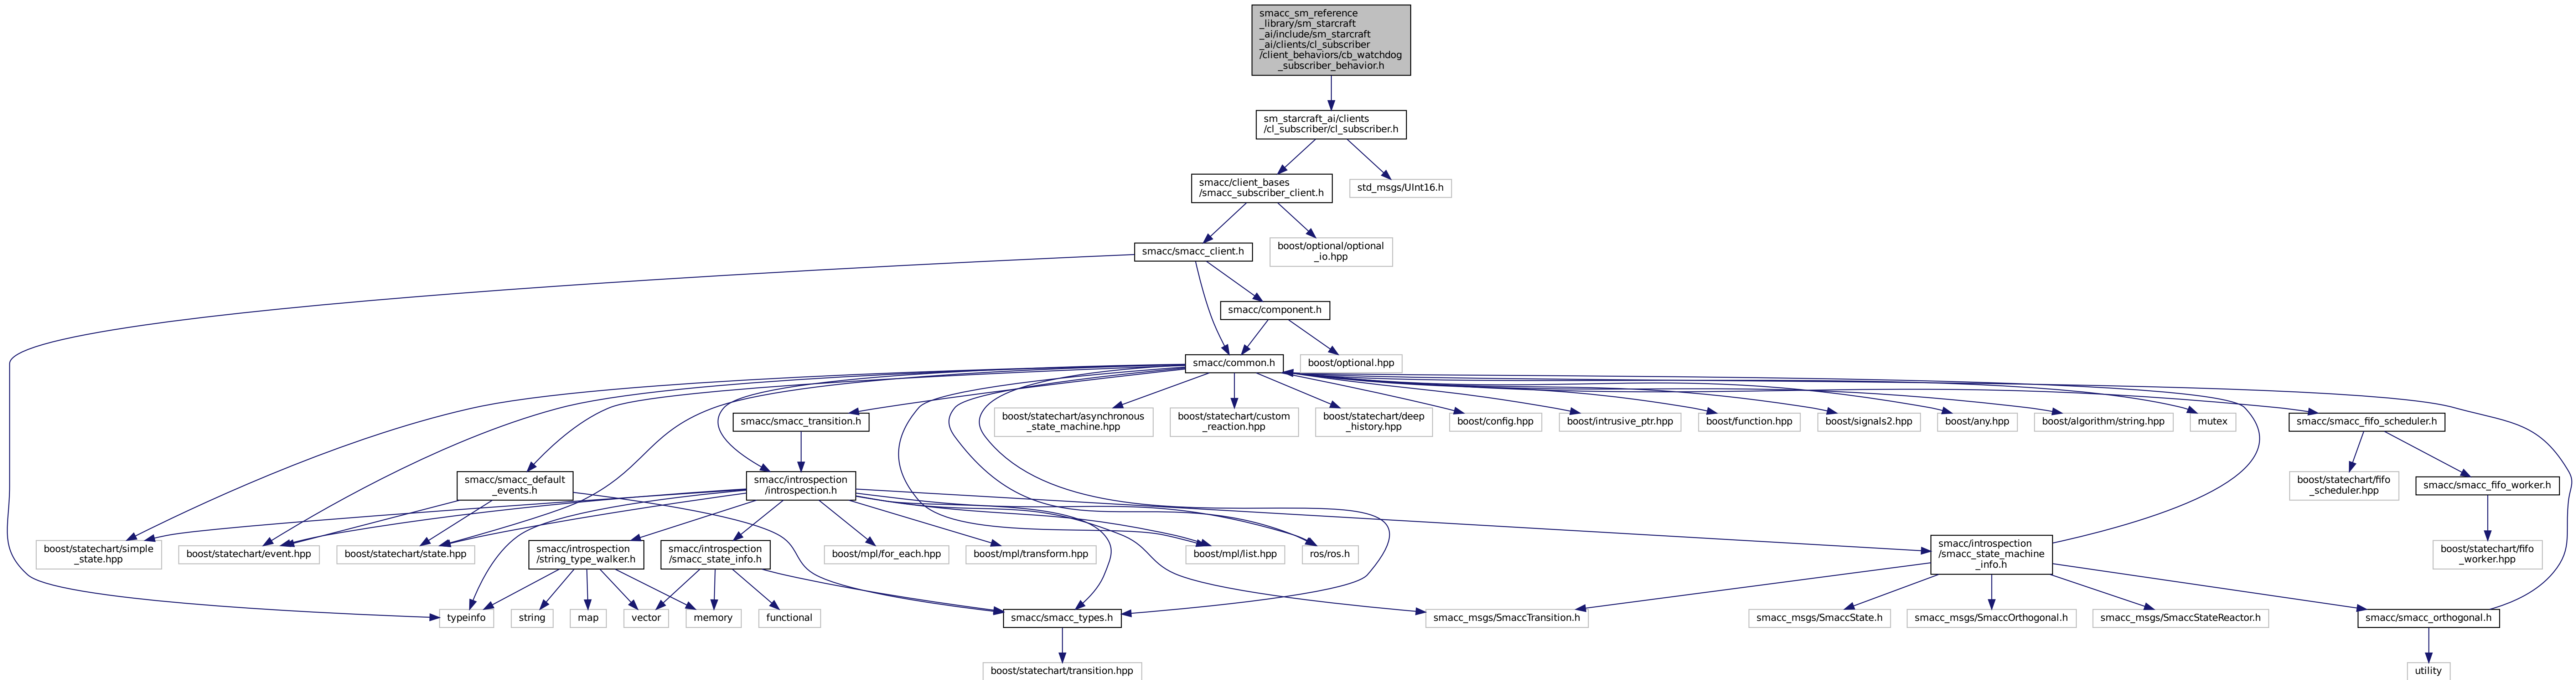 smacc_sm_reference
_library/sm_starcraft
_ai/include/sm_starcraft
_ai/clients/cl_subscriber
/client_behaviors/cb_watchdog
_subscriber_behavior.h
sm_starcraft_ai/clients
/cl_subscriber/cl_subscriber.h
smacc/client_bases
/smacc_subscriber_client.h
std_msgs/UInt16.h
smacc/smacc_client.h
boost/optional/optional
_io.hpp
smacc/component.h
smacc/common.h
boost/optional.hpp
smacc/smacc_transition.h
boost/statechart/asynchronous
_state_machine.hpp
boost/statechart/custom
_reaction.hpp
boost/statechart/deep
_history.hpp
boost/config.hpp
boost/intrusive_ptr.hpp
boost/function.hpp
boost/signals2.hpp
boost/any.hpp
boost/algorithm/string.hpp
mutex
smacc/smacc_fifo_scheduler.h
smacc/smacc_default
_events.h
smacc/introspection
/introspection.h
boost/statechart/fifo
_scheduler.hpp
smacc/smacc_fifo_worker.h
boost/statechart/simple
_state.hpp
boost/statechart/event.hpp
boost/statechart/state.hpp
smacc/introspection
/string_type_walker.h
smacc/introspection
/smacc_state_info.h
boost/mpl/for_each.hpp
boost/mpl/transform.hpp
boost/mpl/list.hpp
ros/ros.h
smacc/introspection
/smacc_state_machine
_info.h
boost/statechart/fifo
_worker.hpp
typeinfo
string
map
vector
memory
functional
smacc/smacc_types.h
smacc_msgs/SmaccTransition.h
smacc_msgs/SmaccState.h
smacc_msgs/SmaccOrthogonal.h
smacc_msgs/SmaccStateReactor.h
smacc/smacc_orthogonal.h
boost/statechart/transition.hpp
utility